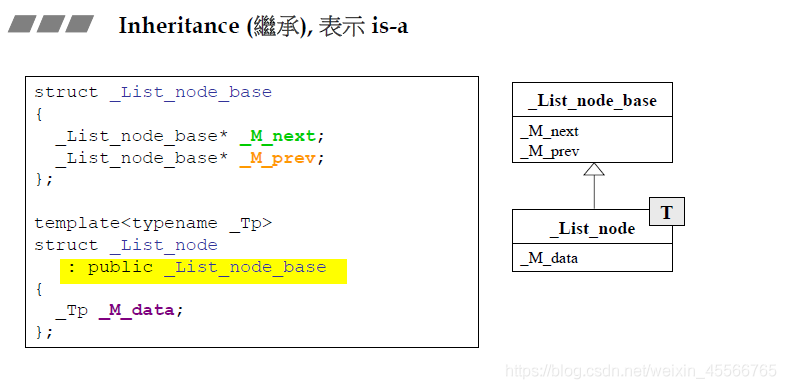 Inheritance (繼承), 表示 is-a
struct _List_node_base
{
_List_node_base* _M_next;
_List_node_base* _M_prev;
};
template<typename _Tp>
struct _List_node
: public _List_node_base
{
_Tp _M_data;
};
_List_node_base
_M_next
_M_prev
T
_List_node
_M_data
https://blog.csdn.net/weixin_45566765